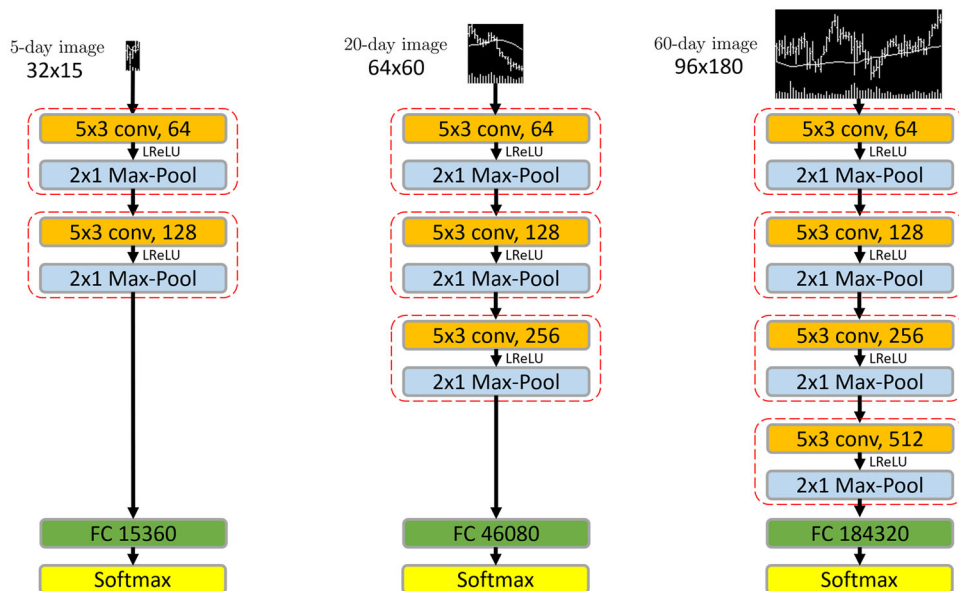 5-day image
32x15
5x3 conv, 64
LReLU
2x1 Max-Pool
5x3 conv, 128
LReLU
2x1 Max-Pool
FC 15360
Softmax
20-day image
64x60
5x3 conv, 64
LReLU
2x1 Max-Pool
5x3 conv, 128
LReLU
2x1 Max-Pool
5x3 conv, 256
LReLU
2x1 Max-Pool
FC 46080
Softmax
60-day image
96x180
5x3 conv, 64
LReLU
2x1 Max-Pool
5x3 conv, 128
LReLU
2x1 Max-Pool
5x3 conv, 256
LReLU
2x1 Max-Pool
5x3 conv, 512
LReLU
2x1 Max-Pool
FC 184320
Softmax